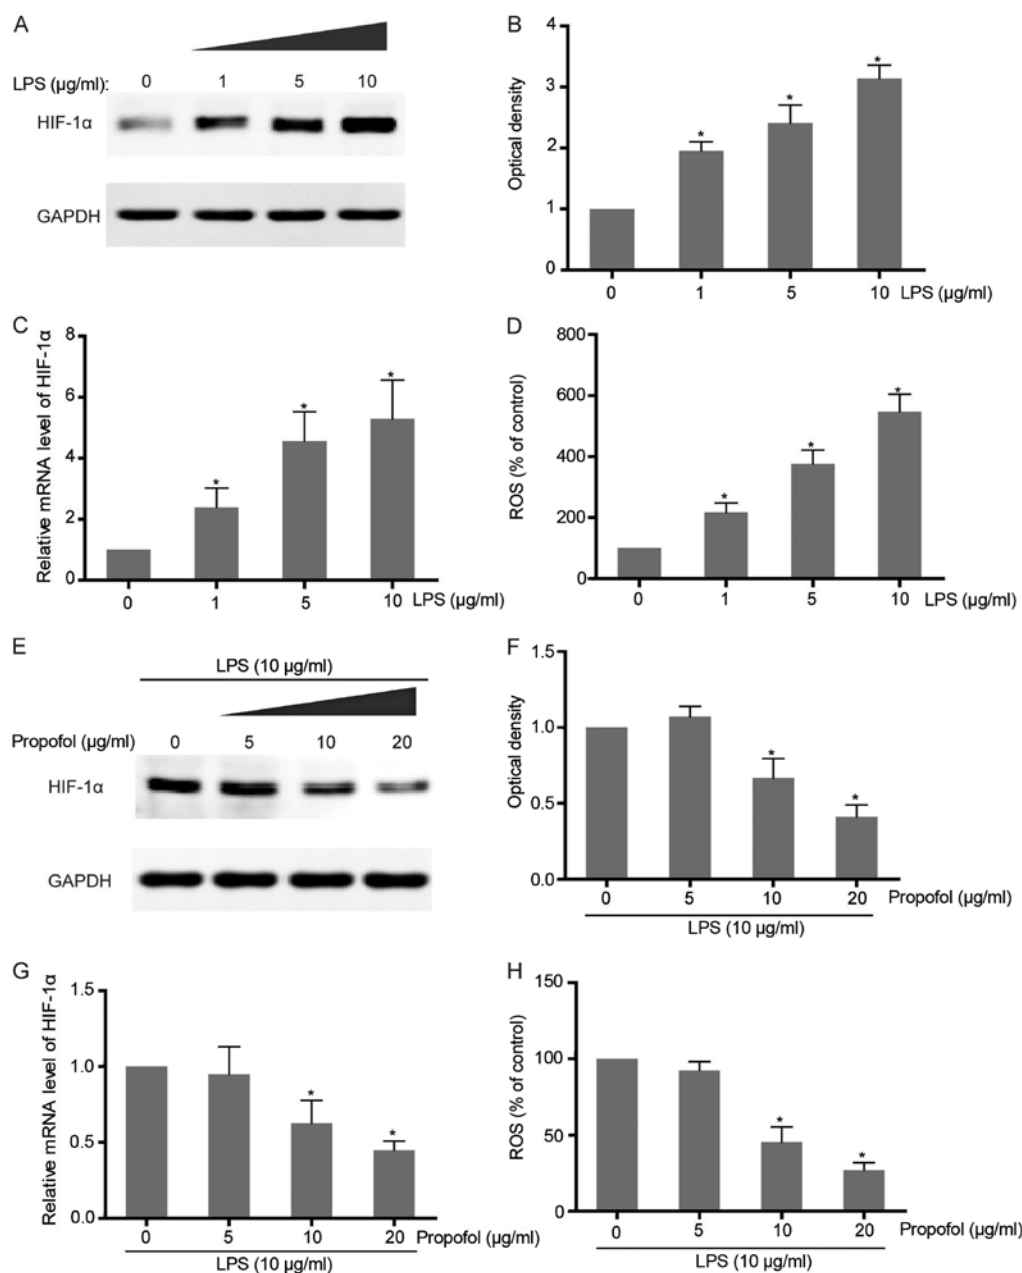 A
LPS (µg/ml): 0 1 5 10
HIF-1α
GAPDH
B
Optical density
4
3
2
1
0
* * *
0 1 5 10 LPS (µg/ml)
C
Relative mRNA level of HIF-1α
8
6
4
2
0
* * *
0 1 5 10 LPS (µg/ml)
D
ROS (% of control)
800
600
400
200
0
* * *
0 1 5 10 LPS (µg/ml)
E
LPS (10 µg/ml)
Propofol (µg/ml) 0 5 10 20
HIF-1α
GAPDH
F
Optical density
1.5
1.0
0.5
0.0
* *
0 5 10 20 Propofol (µg/ml)
LPS (10 µg/ml)
G
Relative mRNA level of HIF-1α
1.5
1.0
0.5
0.0
* *
0 5 10 20 Propofol (µg/ml)
LPS (10 µg/ml)
H
ROS (% of control)
150
100
50
0
* *
0 5 10 20 Propofol (µg/ml)
LPS (10 µg/ml)